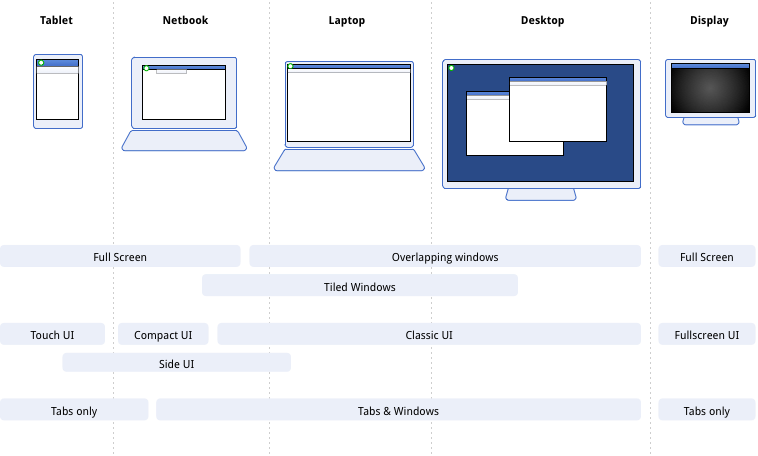 Tablet Netbook Laptop Desktop Display
Full Screen Overlapping windows Full Screen
Tiled Windows
Touch UI Compact UI Classic UI Fullscreen UI
Side UI
Tabs only Tabs & Windows Tabs only